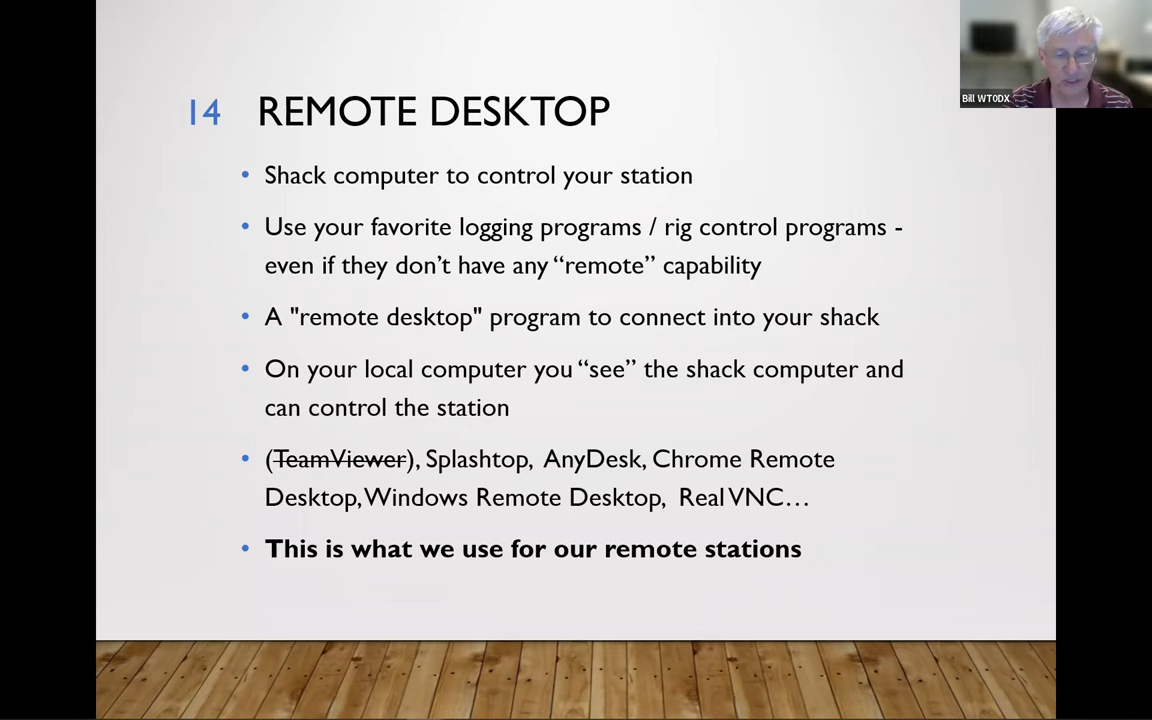 14 REMOTE DESKTOP
• Shack computer to control your station
• Use your favorite logging programs / rig control programs -
even if they don’t have any “remote” capability
• A "remote desktop" program to connect into your shack
• On your local computer you “see” the shack computer and
can control the station
• (TeamViewer), Splashtop, AnyDesk, Chrome Remote
Desktop, Windows Remote Desktop, Real VNC…
• This is what we use for our remote stations
Bill WT0DX